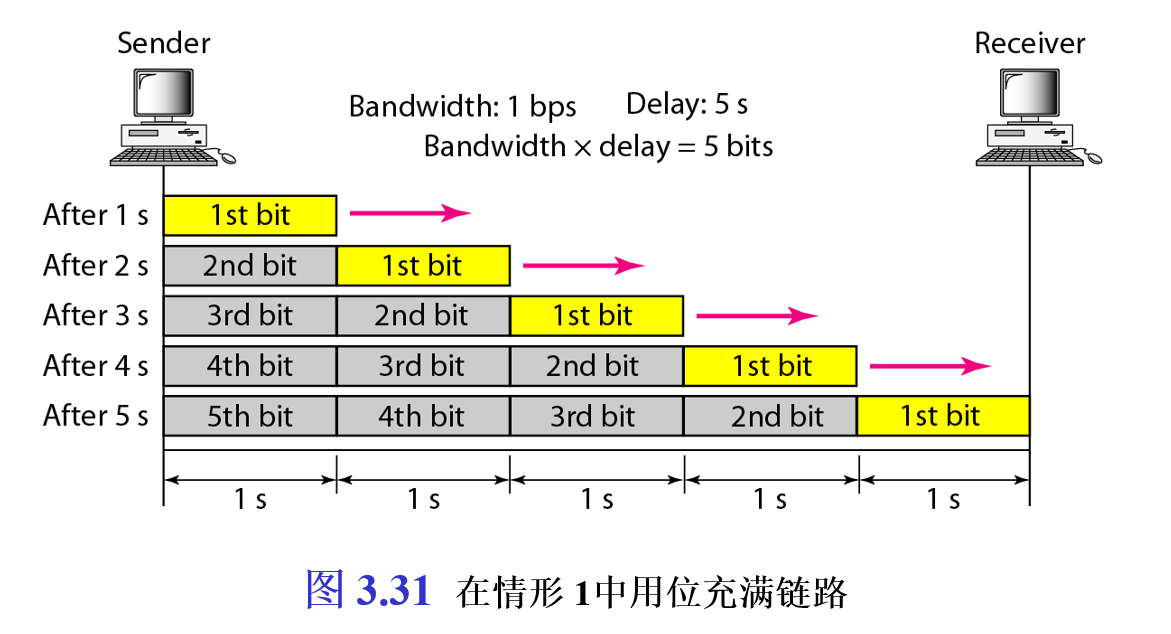 Sender Receiver
Bandwidth: 1 bps Delay: 5 s
Bandwidth × delay = 5 bits
After 1 s 1st bit
After 2 s 2nd bit 1st bit
After 3 s 3rd bit 2nd bit 1st bit
After 4 s 4th bit 3rd bit 2nd bit 1st bit
After 5 s 5th bit 4th bit 3rd bit 2nd bit 1st bit
1 s 1 s 1 s 1 s 1 s
图 3.31 在情形 1中用位充满链路